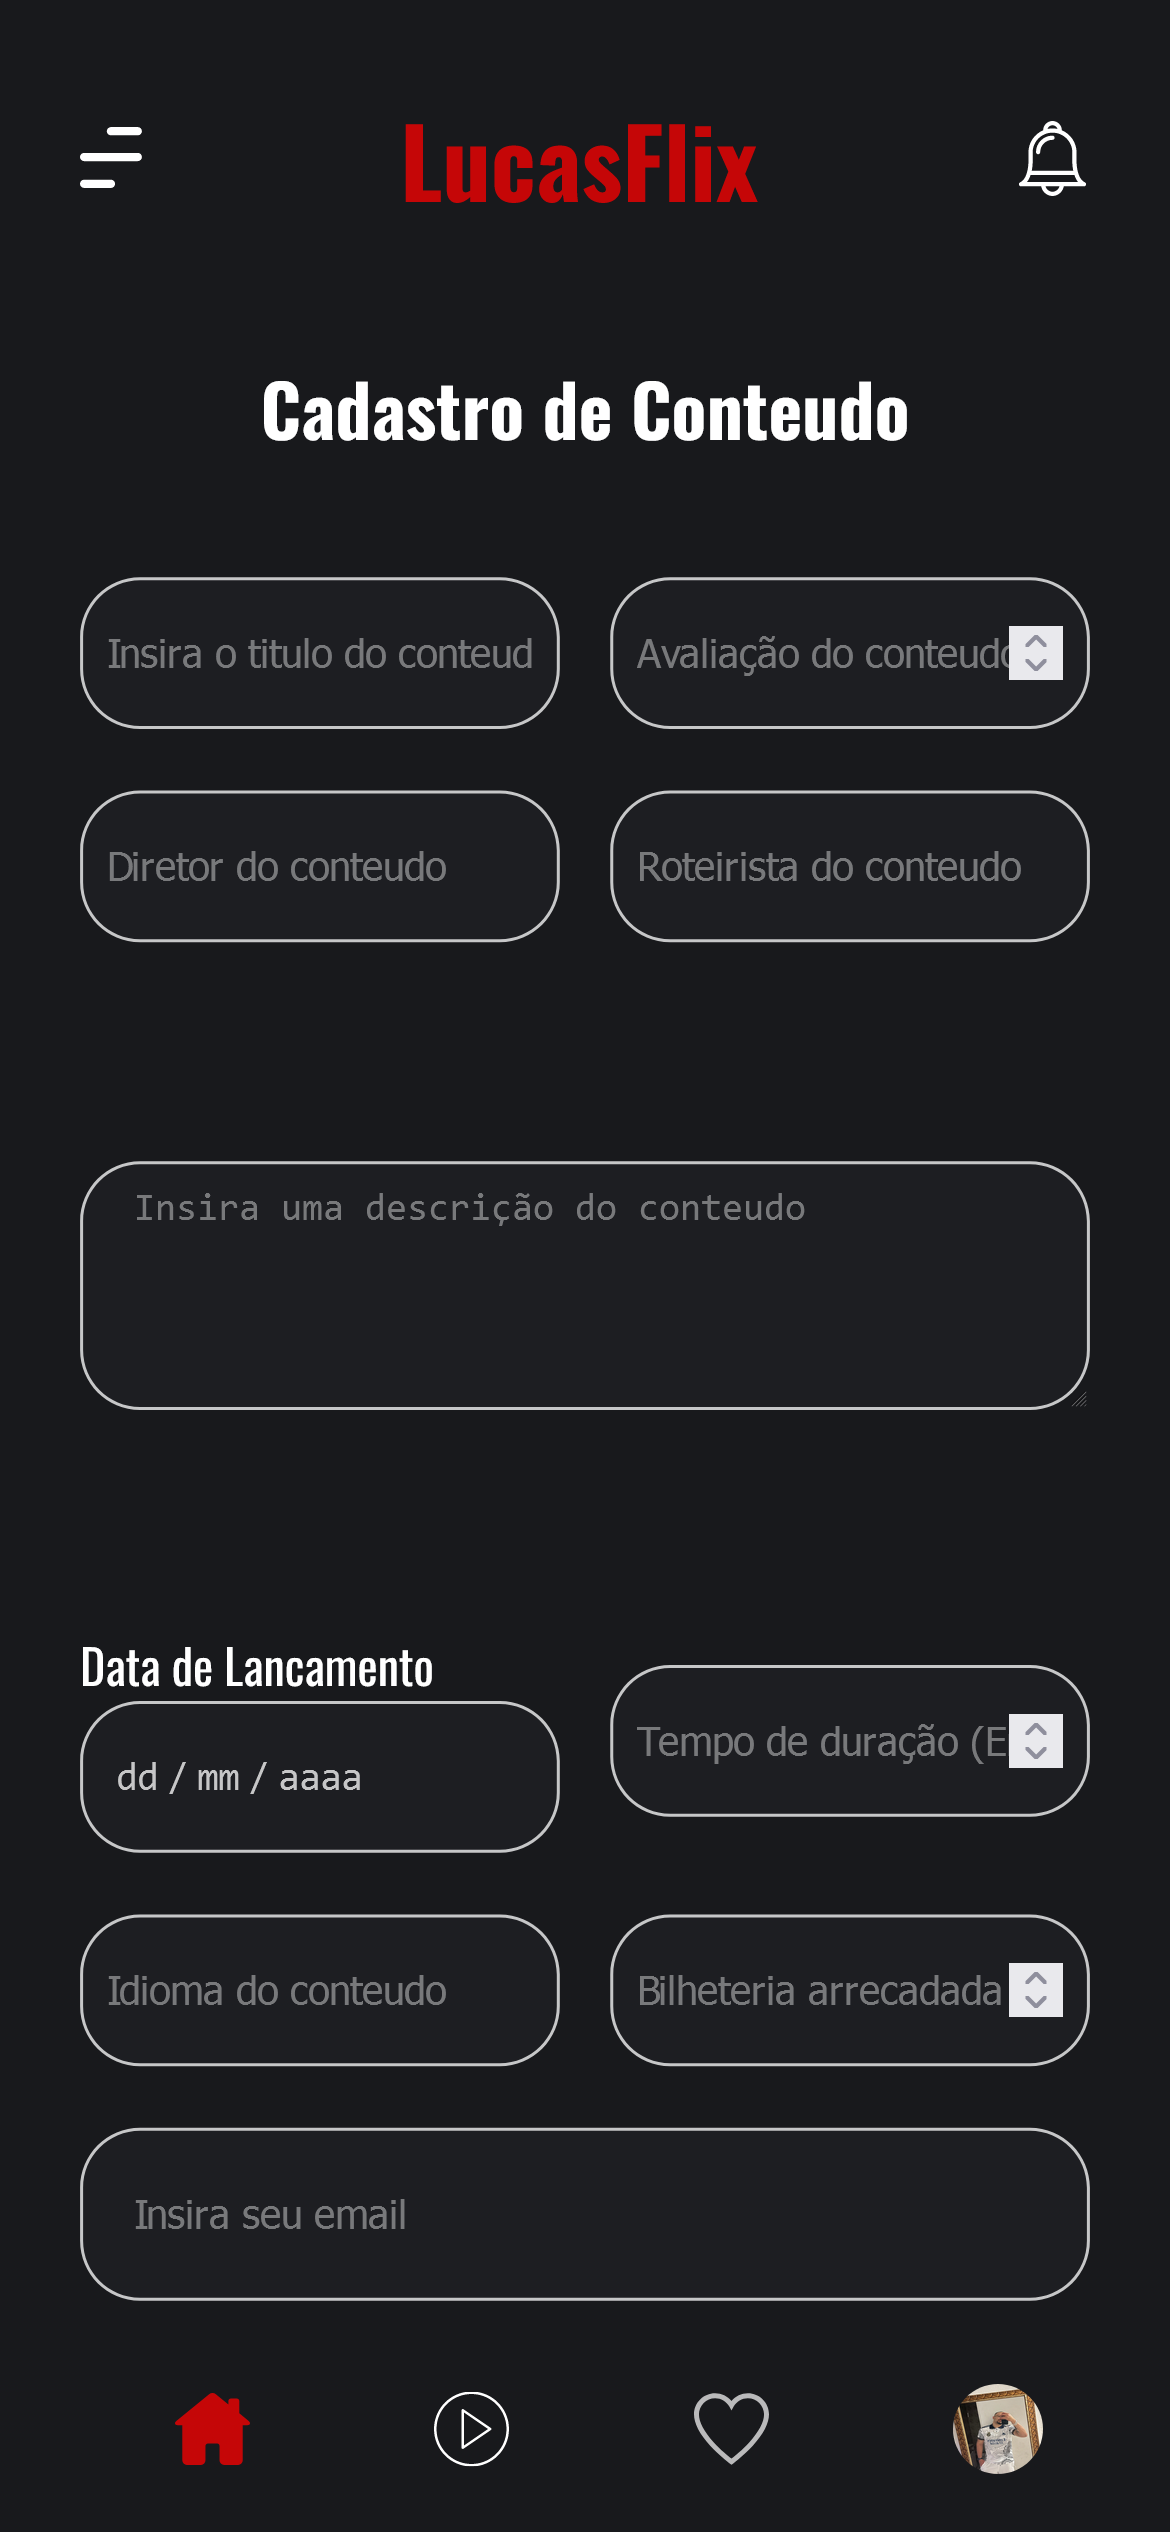 LucasFlix
Cadastro de Conteudo
Insira o titulo do conteud
Avaliação do conteudo
Diretor do conteudo
Roteirista do conteudo
Insira uma descrição do conteudo
Data de Lancamento
dd / mm / aaaa
Tempo de duração (E
Idioma do conteudo
Bilheteria arrecadada
Insira seu email